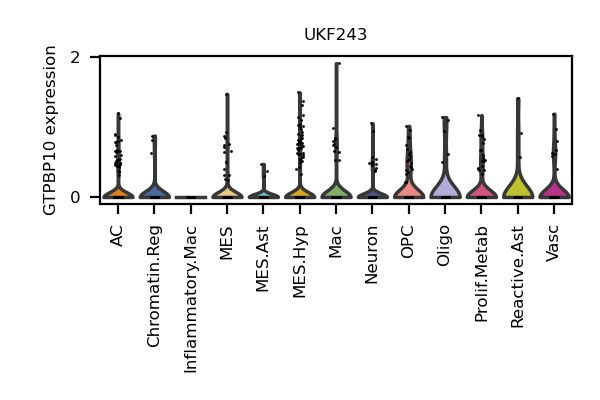 UKF243
GTPBP10 expression
2
0
AC
Chromatin.Reg
Inflammatory.Mac
MES
MES.Ast
MES.Hyp
Mac
Neuron
OPC
Oligo
Prolif.Metab
Reactive.Ast
Vasc